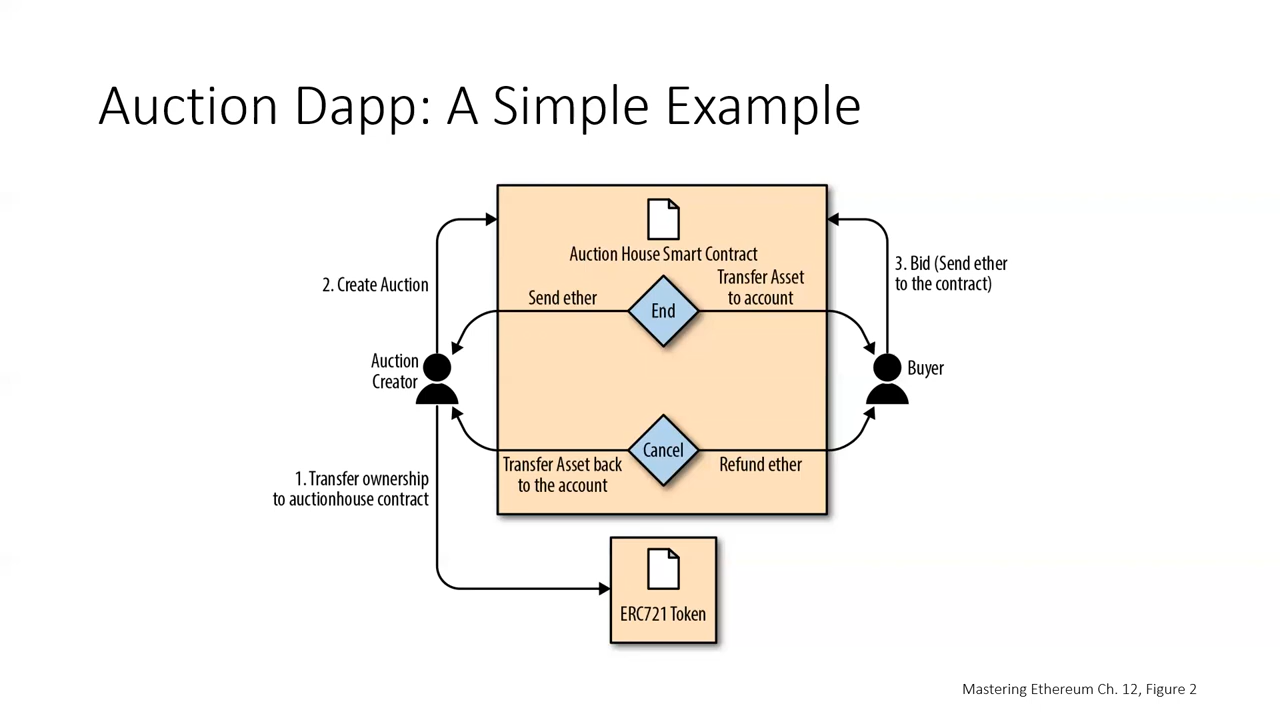 Auction Dapp: A Simple Example
Auction House Smart Contract
2. Create Auction
3. Bid (Send ether
to the contract)
Send ether
End
Transfer Asset
to account
Auction
Creator
Buyer
Cancel
Transfer Asset back
to the account
Refund ether
1. Transfer ownership
to auctionhouse contract
ERC721 Token
Mastering Ethereum Ch. 12, Figure 2